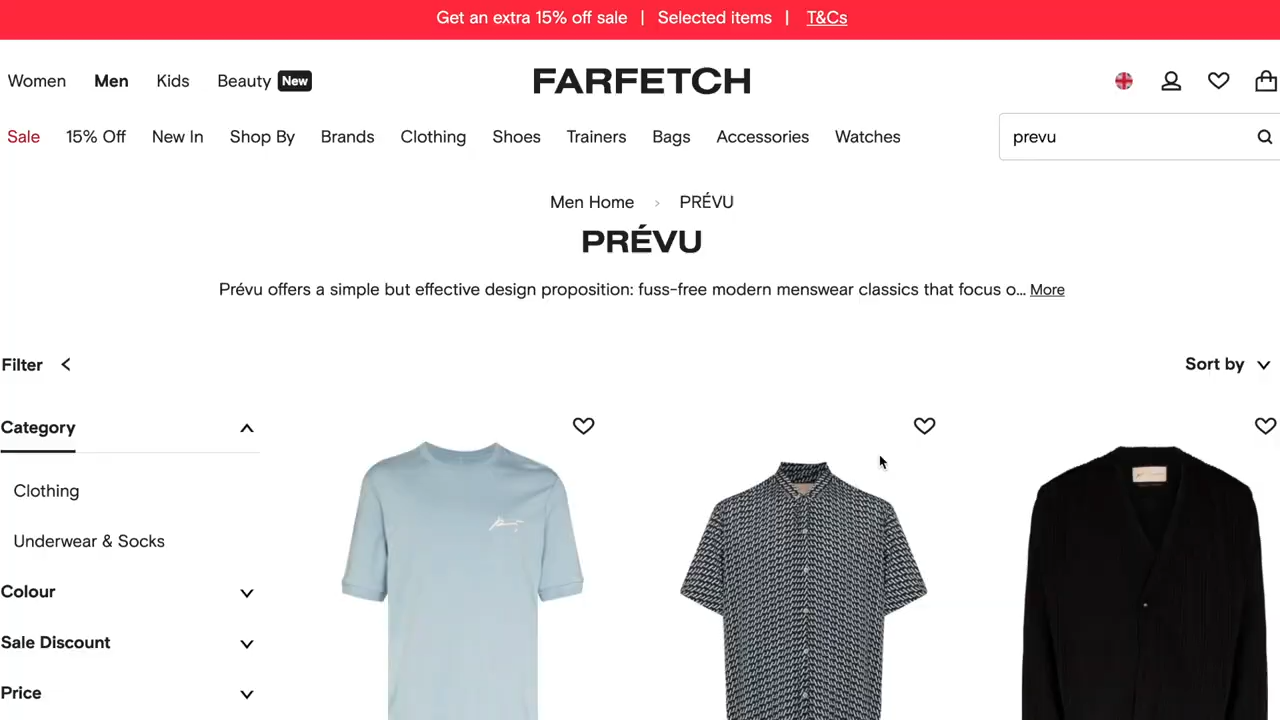 Get an extra 15% off sale | Selected items | T&Cs
Women Men Kids Beauty New
FARFETCH
Sale 15% Off New In Shop By Brands Clothing Shoes Trainers Bags Accessories Watches
prevu
Men Home > PRÉVU
PRÉVU
Prévu offers a simple but effective design proposition: fuss-free modern menswear classics that focus o... More
Filter
Sort by
Category
Clothing
Underwear & Socks
Colour
Sale Discount
Price